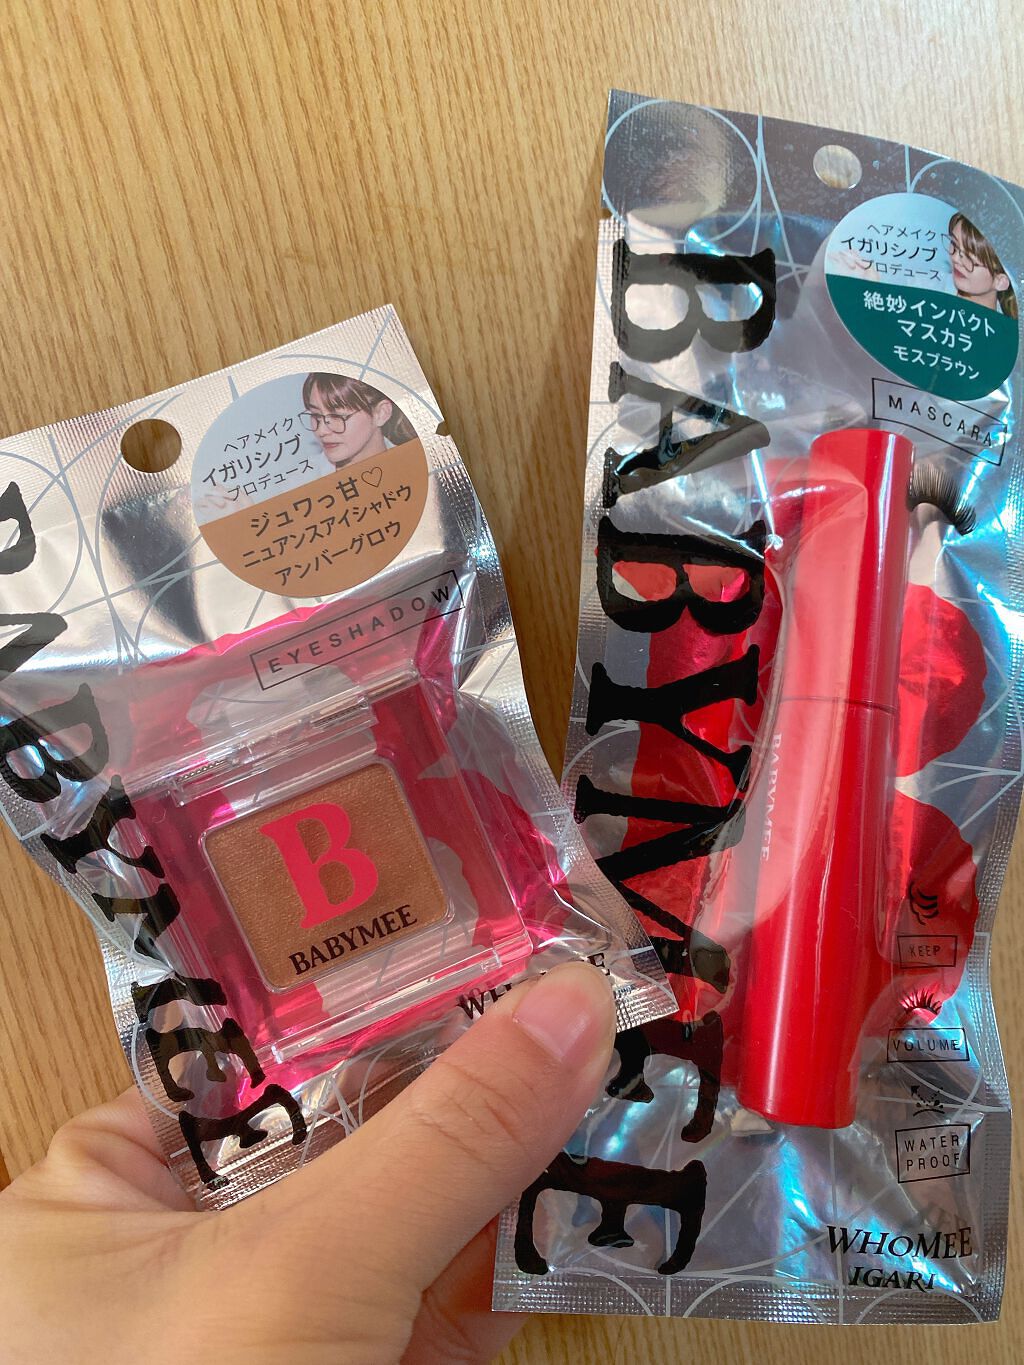 ヘアメイク
イガリシノブ
プロデュース
ジュワっ甘♡
ニュアンスアイシャドウ
アンバーグロウ
EYESHADOW
BABYMEE
B
BABYMEE
ヘアメイク
イガリシノブ
プロデュース
絶妙インパクト
マスカラ
モスブラウン
MASCARA
BABYMEE
BABYMEE
KEEP
VOLUME
WATER
PROOF
WHOMEE
IGARI